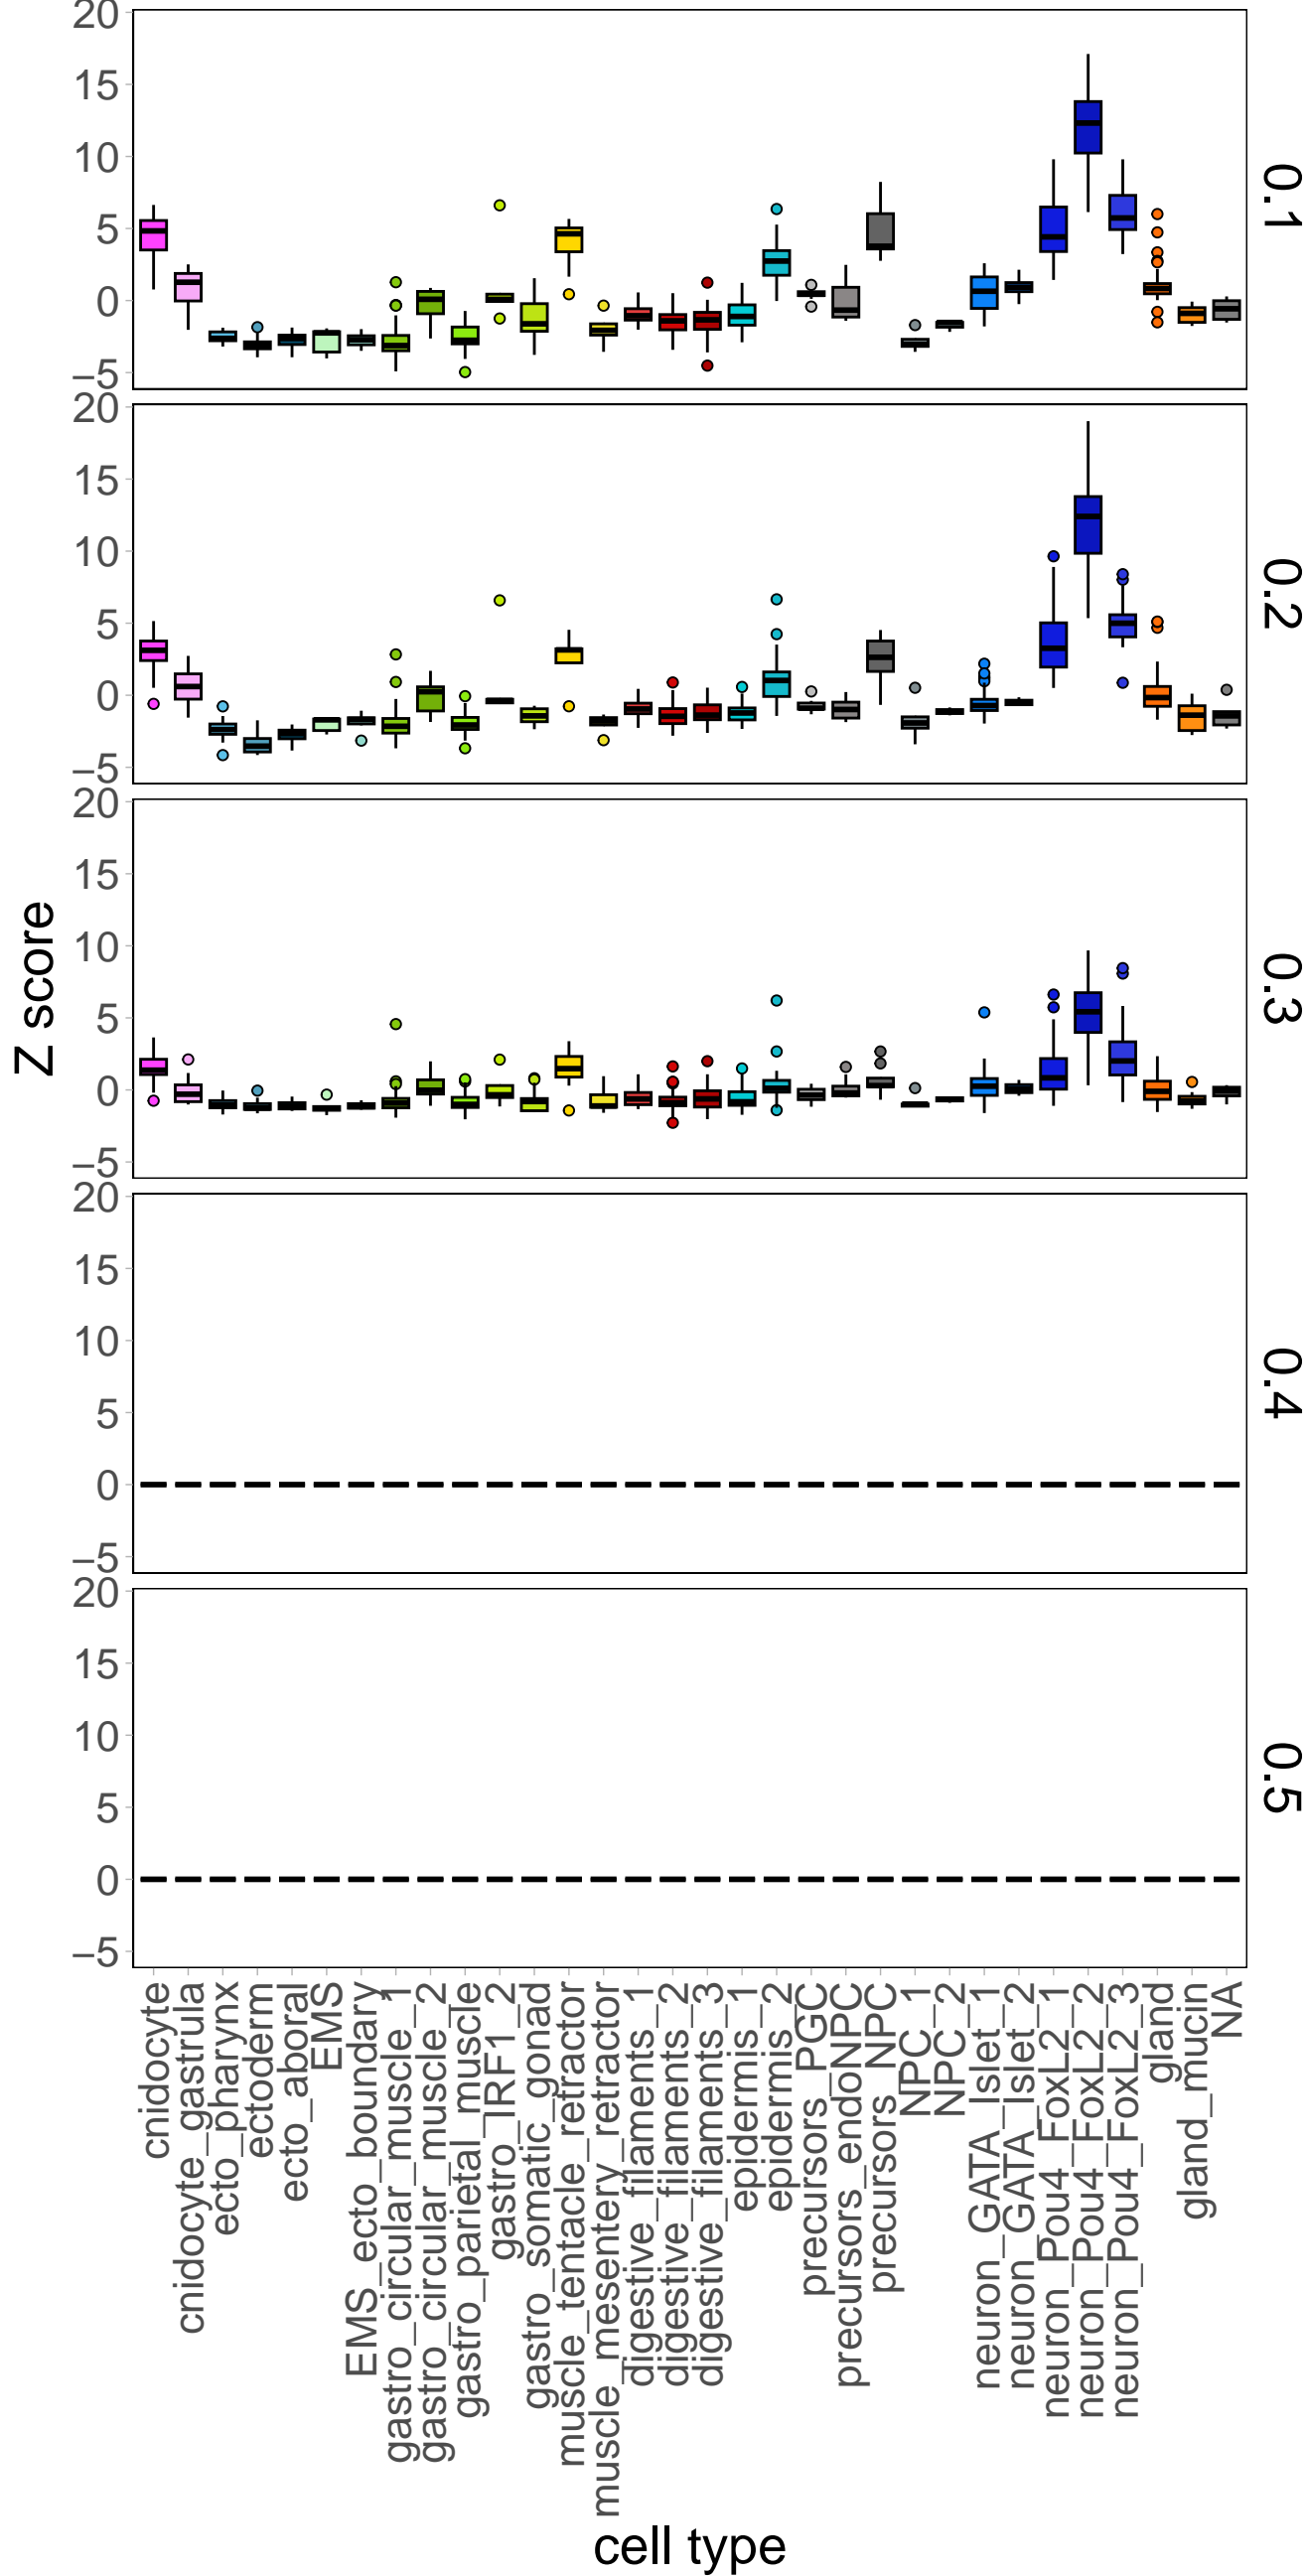 20
15
10
5
0
−5
0.1
20
15
10
5
0
−5
0.2
20
15
10
5
0
−5
0.3
20
15
10
5
0
−5
0.4
20
15
10
5
0
−5
0.5
Z score
cnidocyte
cnidocyte_gastrula
ecto_pharynx
ectoderm
ecto_aboral
EMS
EMS_ecto_boundary
gastro_circular_muscle_1
gastro_circular_muscle_2
gastro_parietal_muscle
gastro_IRF1_2
gastro_somatic_gonad
muscle_tentacle_retractor
muscle_mesentery_retractor
digestive_filaments_1
digestive_filaments_2
digestive_filaments_3
epidermis_1
epidermis_2
precursors_PGC
precursors_endoNPC
precursors_NPC
NPC_1
NPC_2
neuron_GATA_Islet_1
neuron_GATA_islet_2
neuron_Pou4_FoxL2_1
neuron_Pou4_FoxL2_2
neuron_Pou4_FoxL2_3
gland
gland_mucin
NA
cell type